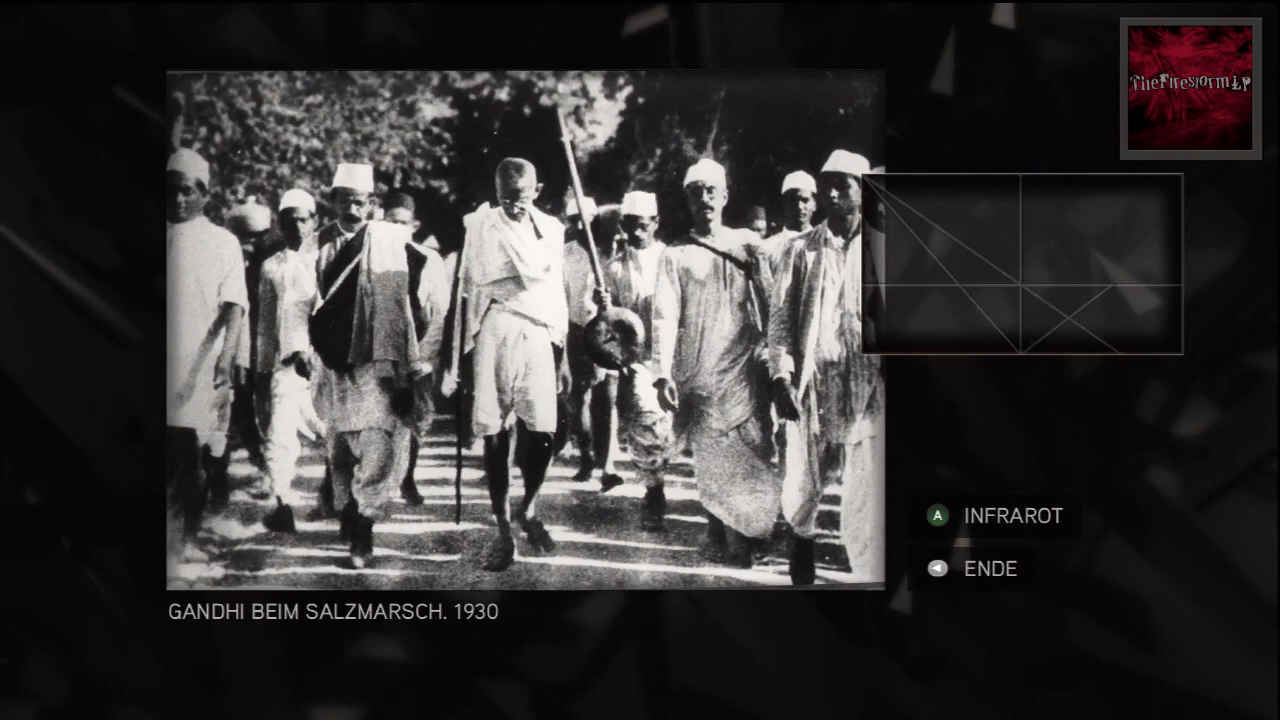 TheFirestormLP
A INFRAROT
ENDE
GANDHI BEIM SALZMARSCH. 1930